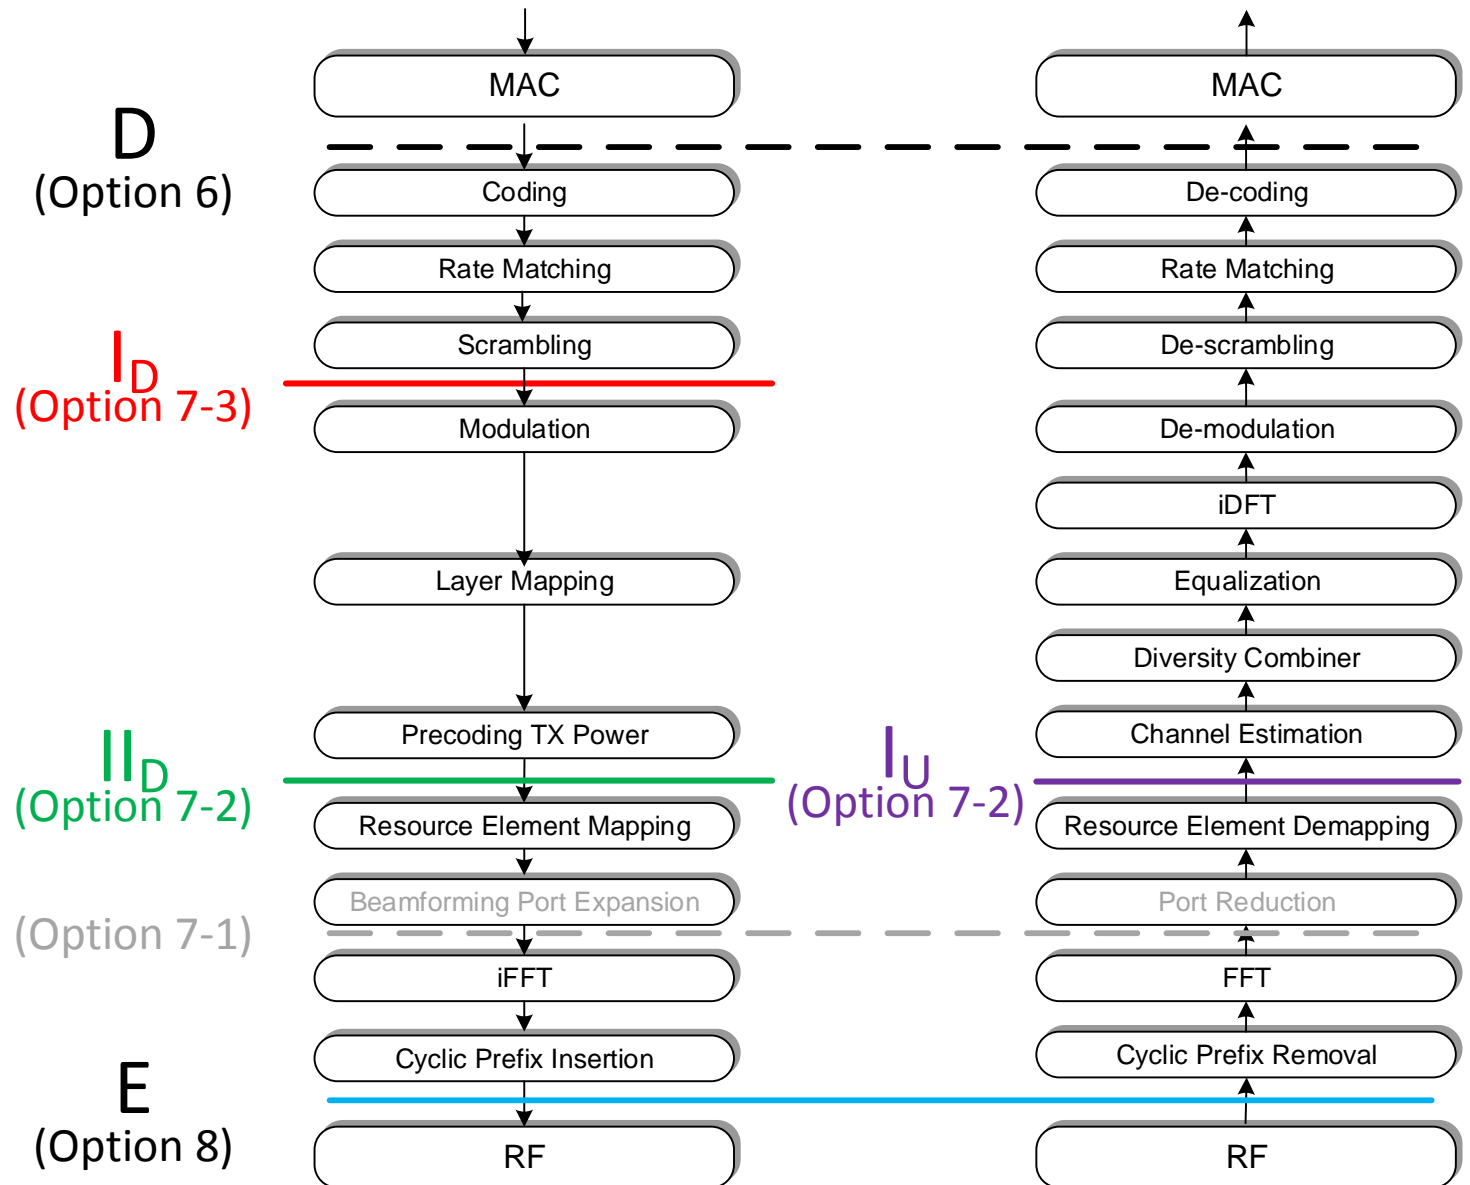 MAC
MAC
D
(Option 6)
Coding
De-coding
Rate Matching
Rate Matching
Scrambling
De-scrambling
I_D
(Option 7-3)
Modulation
De-modulation
iDFT
Layer Mapping
Equalization
Diversity Combiner
Precoding TX Power
Channel Estimation
II_D
(Option 7-2)
I_U
(Option 7-2)
Resource Element Mapping
Resource Element Demapping
Beamforming Port Expansion
Port Reduction
(Option 7-1)
iFFT
FFT
Cyclic Prefix Insertion
Cyclic Prefix Removal
E
(Option 8)
RF
RF